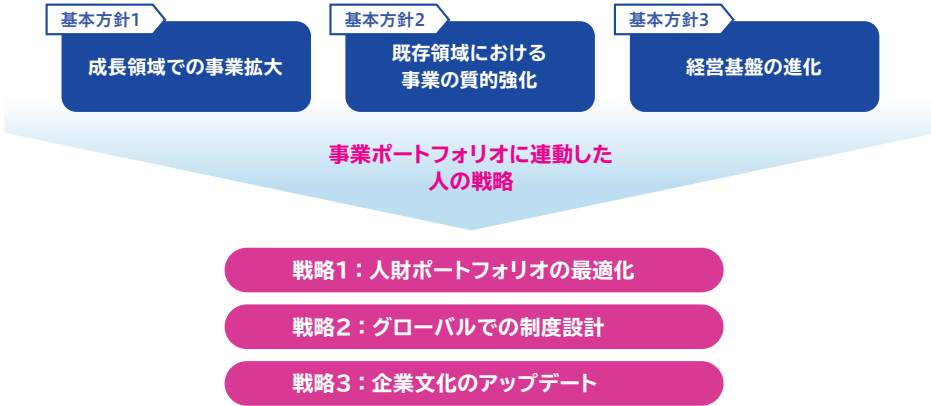 基本方針1
成長領域での事業拡大
基本方針2
既存領域における
事業の質的強化
基本方針3
経営基盤の進化
事業ポートフォリオに連動した
人の戦略
戦略1：人財ポートフォリオの最適化
戦略2：グローバルでの制度設計
戦略3：企業文化のアップデート